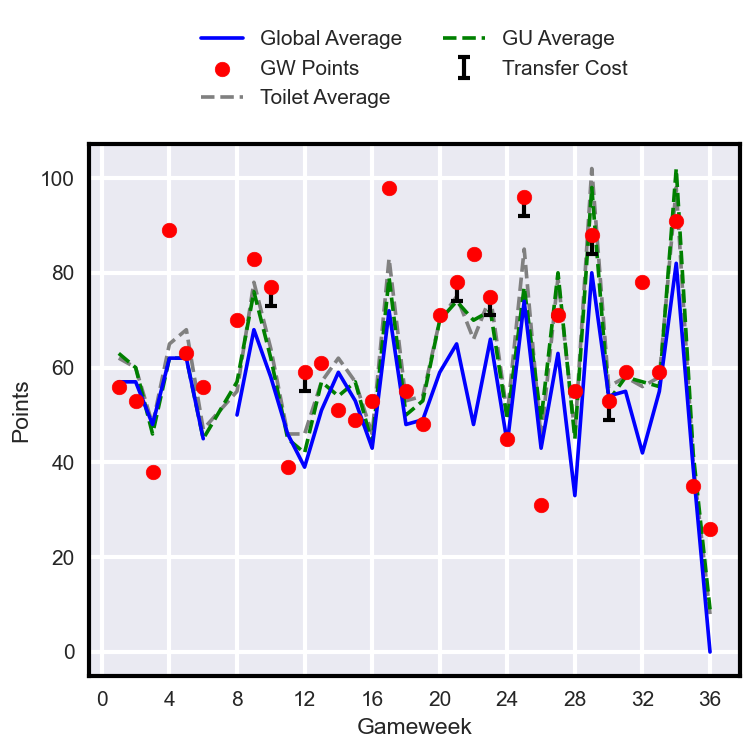 Global Average
GW Points
Toilet Average
GU Average
Transfer Cost
Points
100
80
60
40
20
0
0 4 8 12 16 20 24 28 32 36
Gameweek